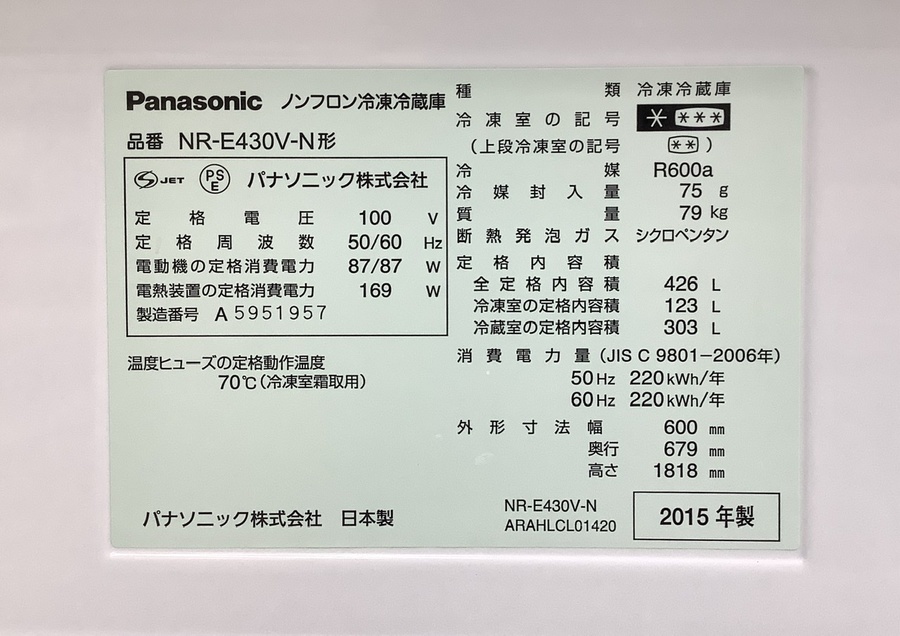 Panasonic ノンフロン冷凍冷蔵庫
品番 NR-E430V-N形
S JET PSE パナソニック株式会社
定格電圧 100 V
定格周波数 50/60 Hz
電動機の定格消費電力 87/87 W
電熱装置の定格消費電力 169 W
製造番号 A 5951957
温度ヒューズの定格動作温度
70℃(冷凍室霜取用)
種類 冷凍冷蔵庫
冷凍室の記号 * ***
(上段冷凍室の記号 ** )
冷媒 R600a
冷媒封入量 75 g
質量 79 kg
断熱発泡ガス シクロペンタン
定格内容積
全定格内容積 426 L
冷凍室の定格内容積 123 L
冷蔵室の定格内容積 303 L
消費電力量 (JIS C 9801-2006年)
50Hz 220kWh/年
60Hz 220kWh/年
外形寸法幅 600 mm
奥行 679 mm
高さ 1818 mm
パナソニック株式会社 日本製
NR-E430V-N
ARAHLCL01420
2015年製